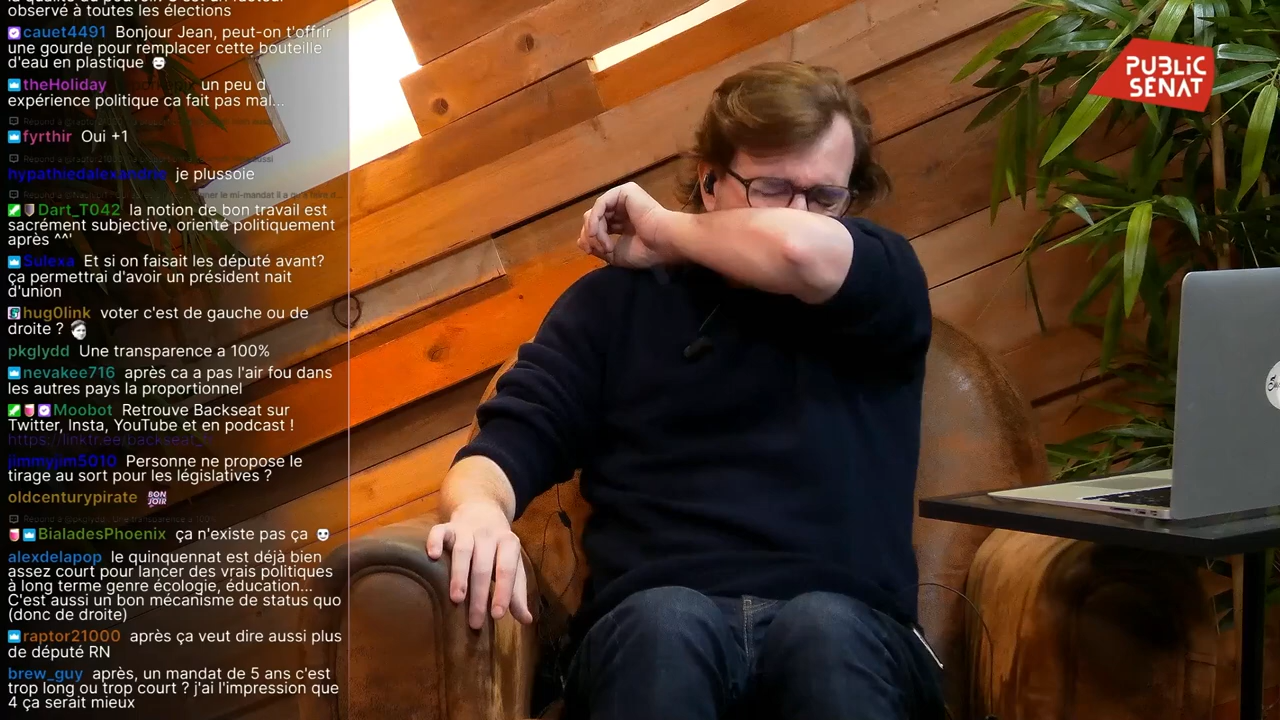 observé à toutes les élections
cauet4491 Bonjour Jean, peut-on t'offrir
une gourde pour remplacer cette bouteille
d'eau en plastique
theHoliday un peu d
expérience politique ca fait pas mal...
fyrthir Oui +1
hypathiedalexandrie je plussoie
Dart_T042 la notion de bon travail est
sacrément subjective, orienté politiquement
après ^^'
Sulexa Et si on faisait les député avant?
ça permettrai d'avoir un président nait
d'union
hug0link voter c'est de gauche ou de
droite ?
pkglydd Une transparence a 100%
nevakee716 après ca a pas l'air fou dans
les autres pays la proportionnel
Moobot Retrouve Backseat sur
Twitter, Insta, YouTube et en podcast !
https://linktr.ee/backseat_
jimmyjim5010 Personne ne propose le
tirage au sort pour les législatives ?
oldcenturypirate BON
JOIR
BialadesPhoenix ça n'existe pas ça
alexdelapop le quinquennat est déjà bien
assez court pour lancer des vrais politiques
à long terme genre écologie, éducation...
C'est aussi un bon mécanisme de status quo
(donc de droite)
raptor21000 après ça veut dire aussi plus
de député RN
brew_guy après, un mandat de 5 ans c'est
trop long ou trop court ? j'ai l'impression que
4 ça serait mieux
PUBLIC
SÉNAT